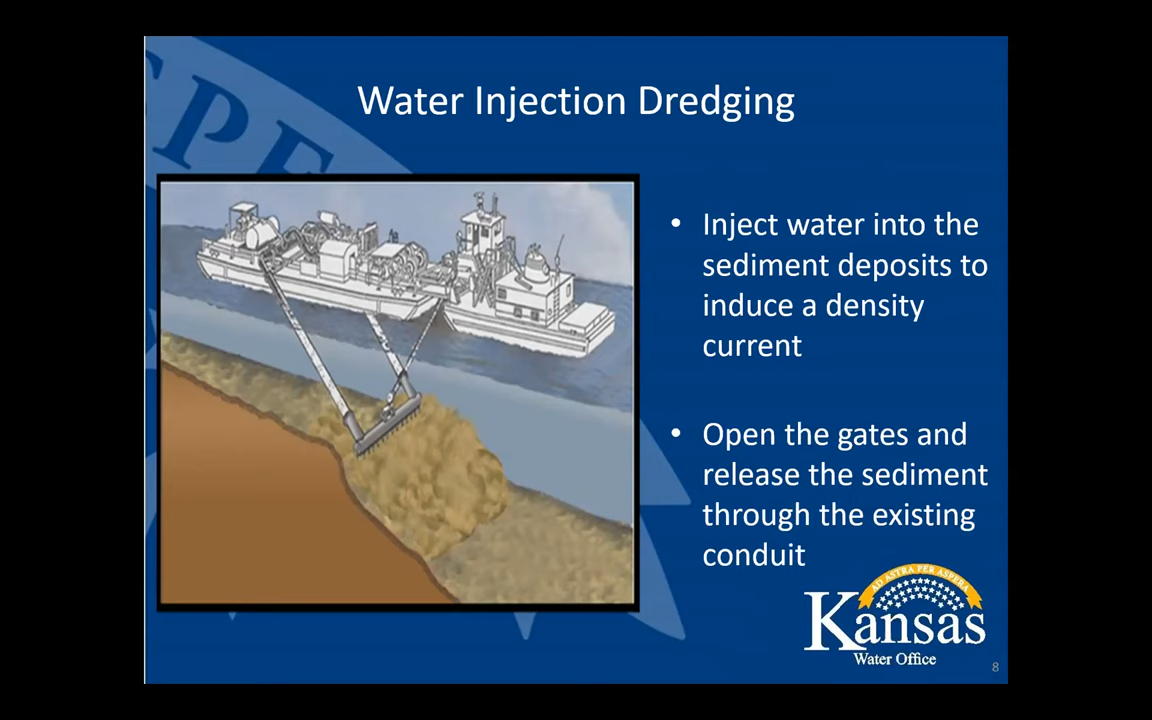 SPE
Water Injection Dredging
• Inject water into the
sediment deposits to
induce a density
current
• Open the gates and
release the sediment
through the existing
conduit
AD ASTRA PER ASPERA
Kansas
Water Office
8